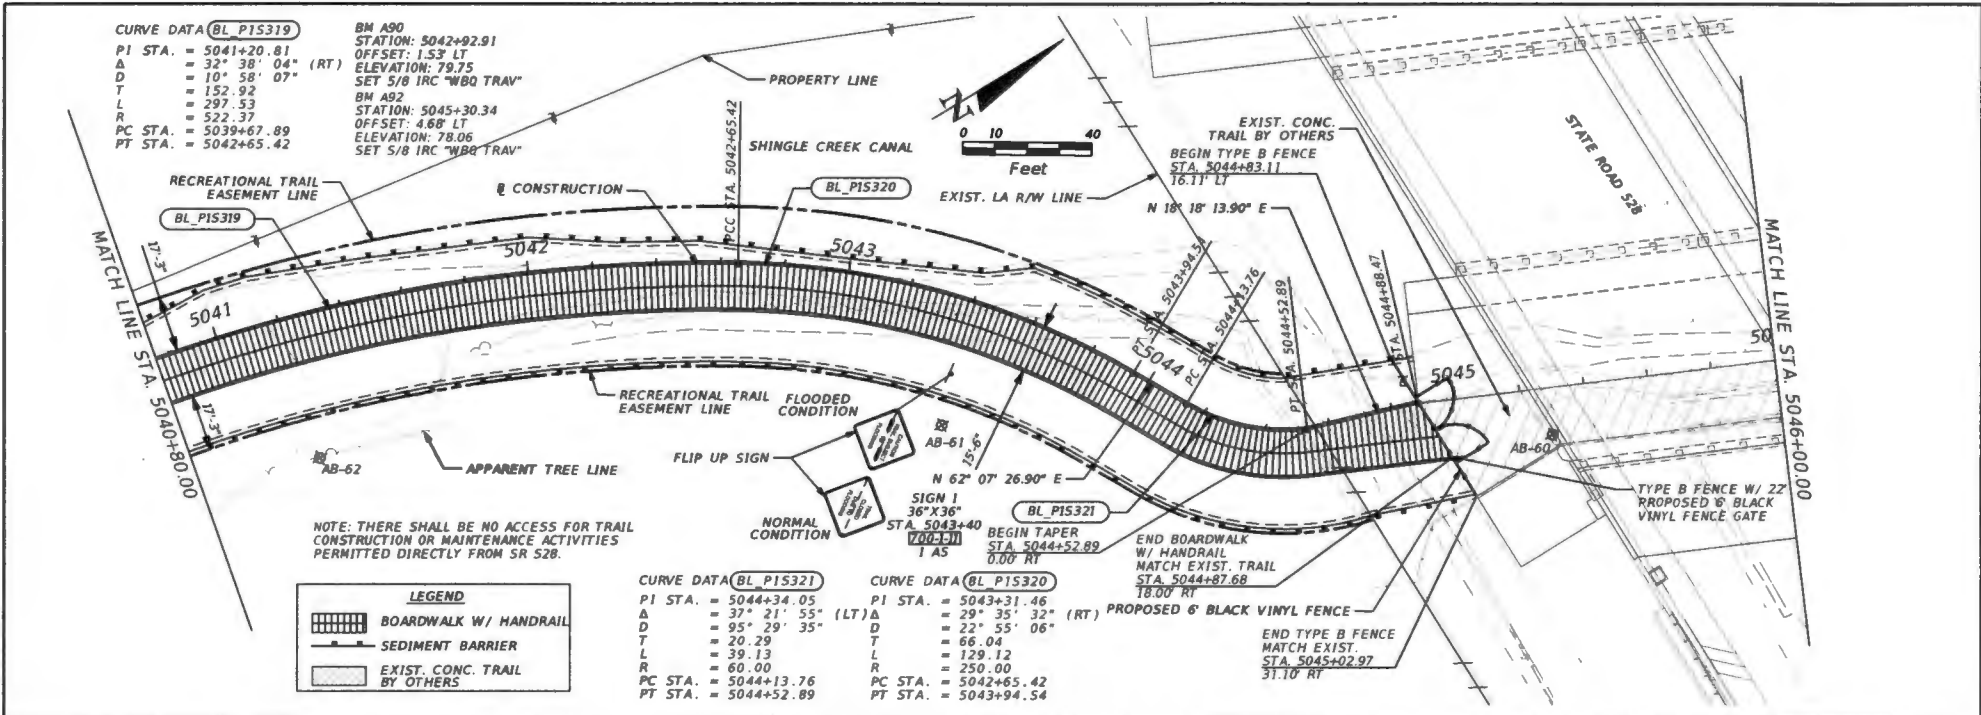 CURVE DATA BL_P1S319
PI STA. = 5041+20.81
Δ = 32° 38' 04" (RT)
D = 10° 58' 07"
T = 152.92
L = 297.53
R = 522.37
PC STA. = 5039+67.89
PT STA. = 5042+65.42
BM A90
STATION: 5042+92.91
OFFSET: 1.53' LT
ELEVATION: 79.75
SET 5/8 IRC "WBQ TRAV"
BM A92
STATION: 5045+30.34
OFFSET: 4.68' LT
ELEVATION: 78.06
SET 5/8 IRC "WBQ TRAV"
PROPERTY LINE
N
0 10 40
Feet
SHINGLE CREEK CANAL
PCC STA. 5042+65.42
RECREATIONAL TRAIL
EASEMENT LINE
BL_P1S319
℄ CONSTRUCTION
BL_P1S320
EXIST. LA R/W LINE
EXIST. CONC.
TRAIL BY OTHERS
BEGIN TYPE B FENCE
STA. 5044+83.11
16.11' LT
N 18° 18' 13.90" E
STATE ROAD 528
MATCH LINE STA. 5040+80.00
17'-3"
17'-3"
5041
5042
5043
5044
5045
50
PT STA. 5043+94.54
PC STA. 5044+13.76
PT STA. 5044+52.89
PI STA. 5044+88.47
MATCH LINE STA. 5046+00.00
RECREATIONAL TRAIL
EASEMENT LINE
FLOODED
CONDITION
FLIP UP SIGN
NORMAL
CONDITION
AB-62
AB-61
AB-60
APPARENT TREE LINE
15'-6"
N 62° 07' 26.90" E
SIGN 1
36"X36"
STA. 5043+40
700-1-11
1 AS
BL_P1S321
BEGIN TAPER
STA. 5044+52.89
0.00' RT
END BOARDWALK
W/ HANDRAIL
MATCH EXIST. TRAIL
STA. 5044+87.68
18.00' RT
TYPE B FENCE W/ 22'
PROPOSED 6' BLACK
VINYL FENCE GATE
PROPOSED 6' BLACK VINYL FENCE
END TYPE B FENCE
MATCH EXIST.
STA. 5045+02.97
31.10' RT
NOTE: THERE SHALL BE NO ACCESS FOR TRAIL
CONSTRUCTION OR MAINTENANCE ACTIVITIES
PERMITTED DIRECTLY FROM SR 528.
LEGEND
BOARDWALK W/ HANDRAIL
SEDIMENT BARRIER
EXIST. CONC. TRAIL
BY OTHERS
CURVE DATA BL_P1S321
PI STA. = 5044+34.05
Δ = 37° 21' 55" (LT)
D = 95° 29' 35"
T = 20.29
L = 39.13
R = 60.00
PC STA. = 5044+13.76
PT STA. = 5044+52.89
CURVE DATA BL_P1S320
PI STA. = 5043+31.46
Δ = 29° 35' 32" (RT)
D = 22° 55' 06"
T = 66.04
L = 129.12
R = 250.00
PC STA. = 5042+65.42
PT STA. = 5043+94.54